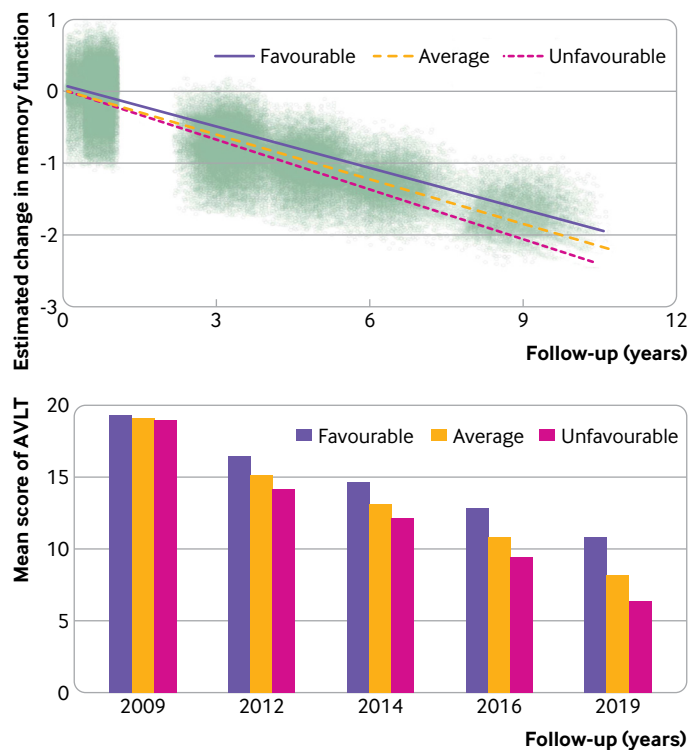 Estimated change in memory function
1
0
-1
-2
-3
Favourable Average Unfavourable
0 3 6 9 12
Follow-up (years)
Mean score of AVLT
20
15
10
5
0
Favourable Average Unfavourable
2009 2012 2014 2016 2019
Follow-up (years)